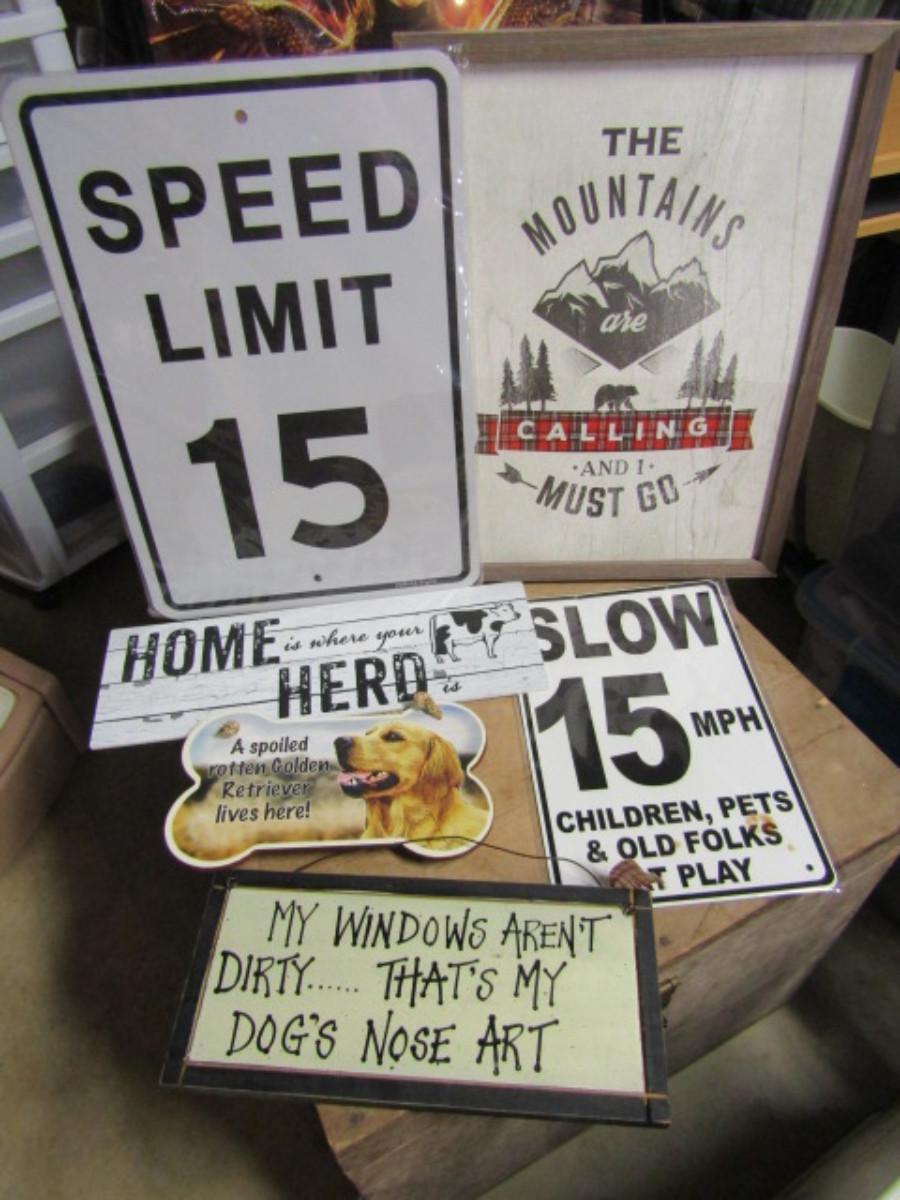 SPEED
LIMIT
15
THE
MOUNTAINS
are
CALLING
·AND I·
MUST GO
HOME is where your
HERD is
A spoiled
rotten Golden
Retriever
lives here!
SLOW
15 MPH
CHILDREN, PETS
& OLD FOLKS
PLAY
MY WINDOWS AREN'T
DIRTY...... THAT'S MY
DOG'S NOSE ART